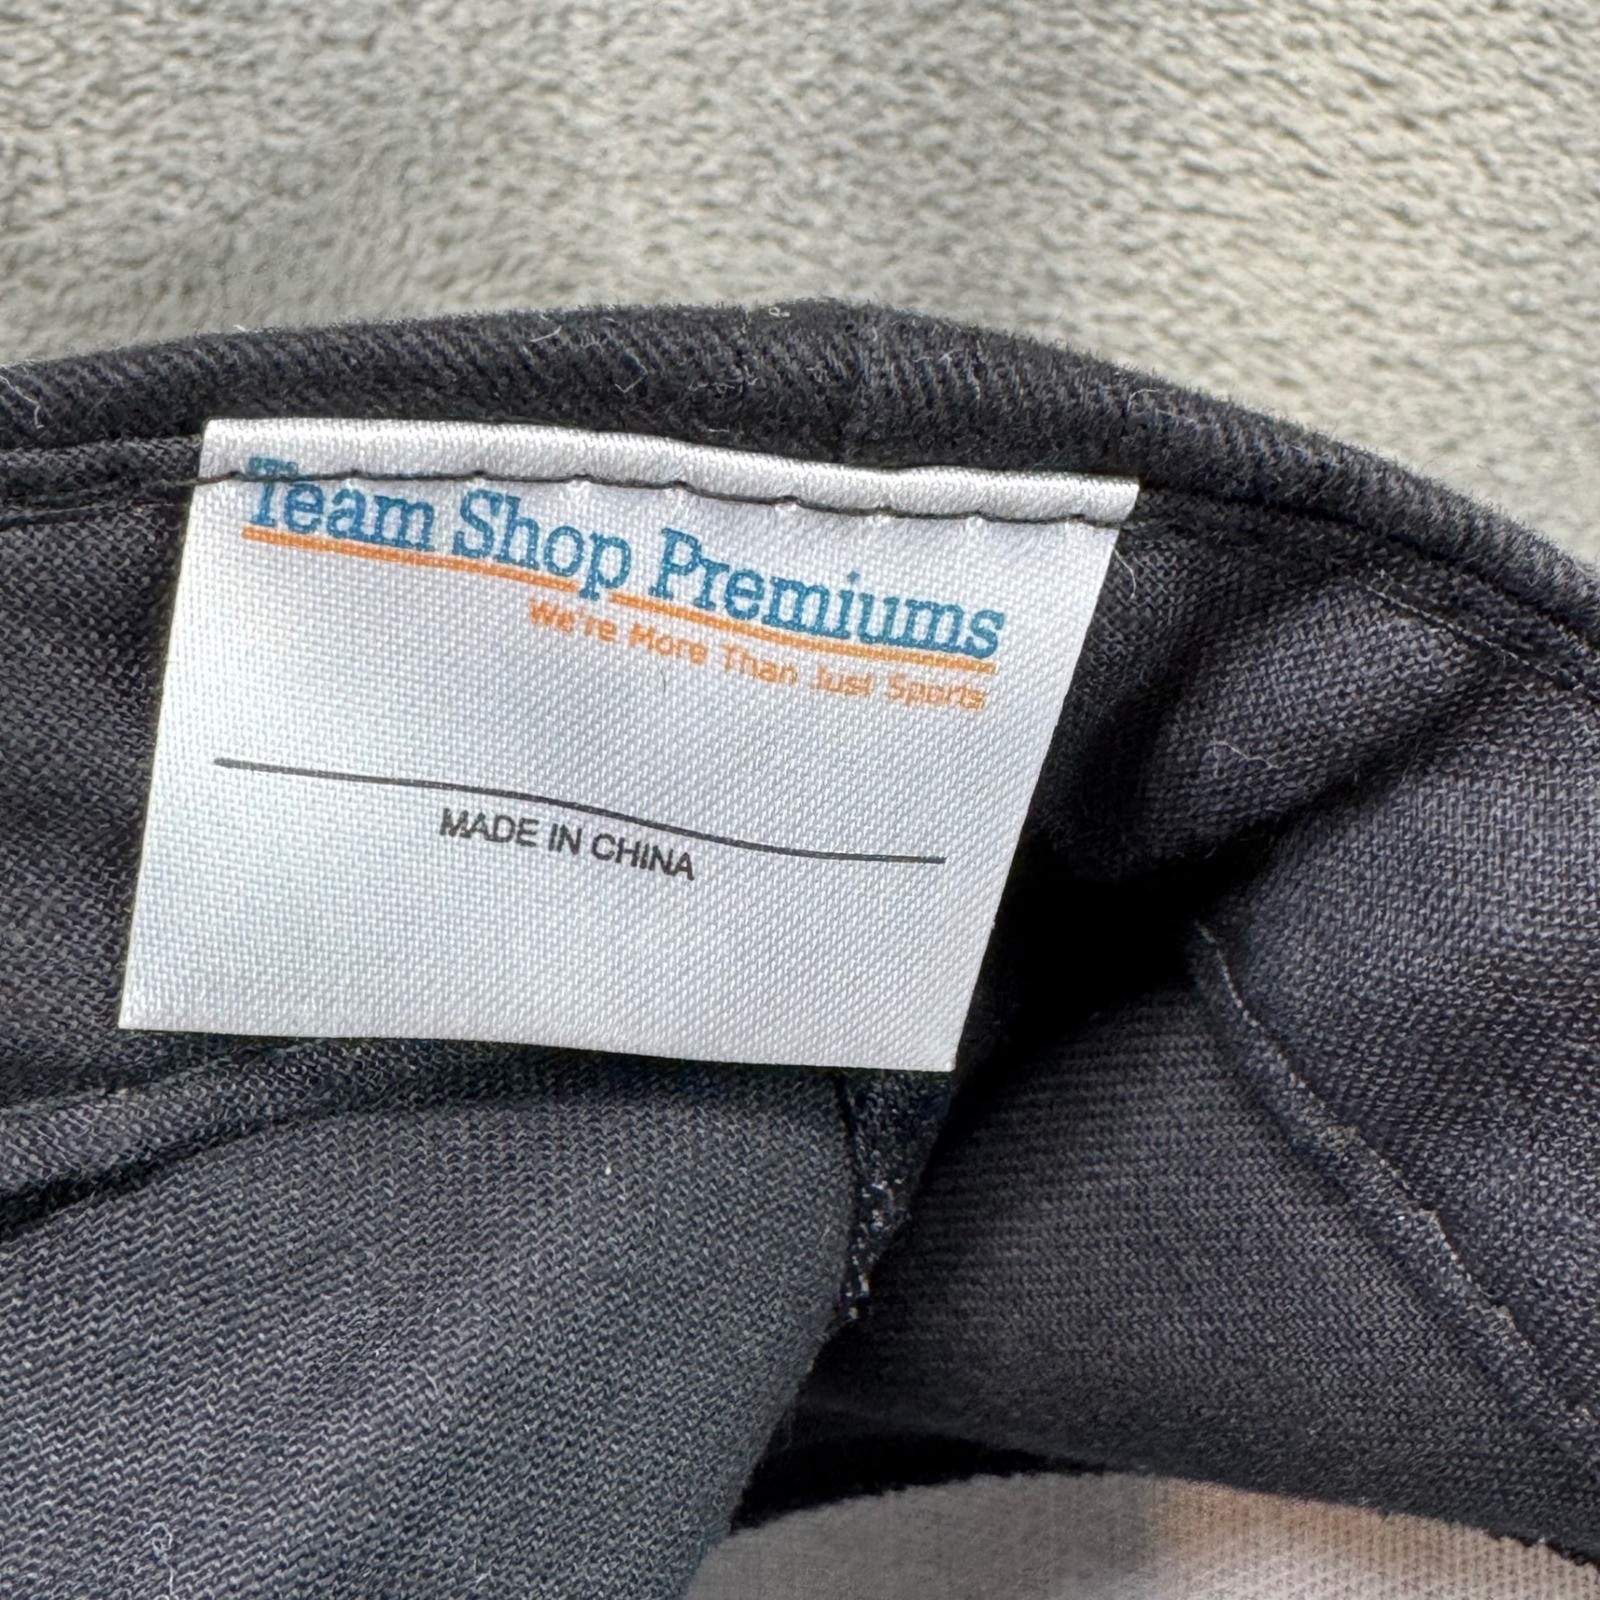 Team Shop Premiums
We're More Than Just Sports
MADE IN CHINA